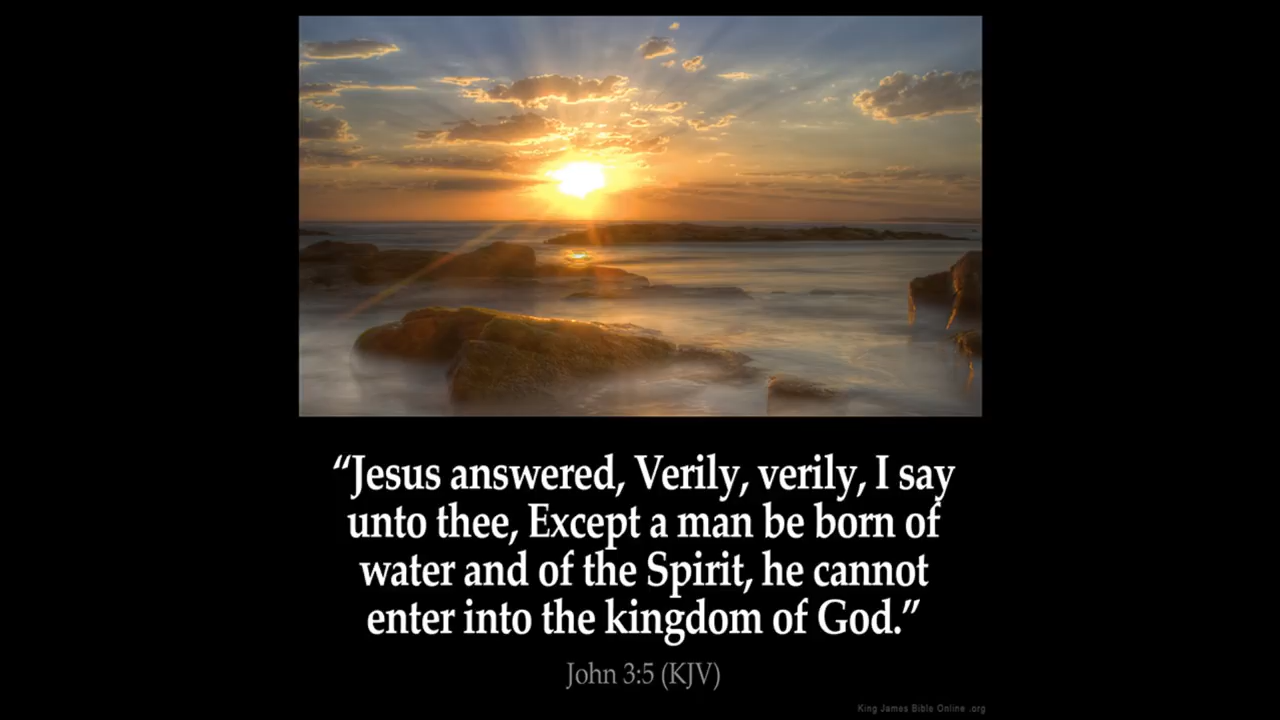 “Jesus answered, Verily, verily, I say
unto thee, Except a man be born of
water and of the Spirit, he cannot
enter into the kingdom of God.”
John 3:5 (KJV)
King James Bible Online .org